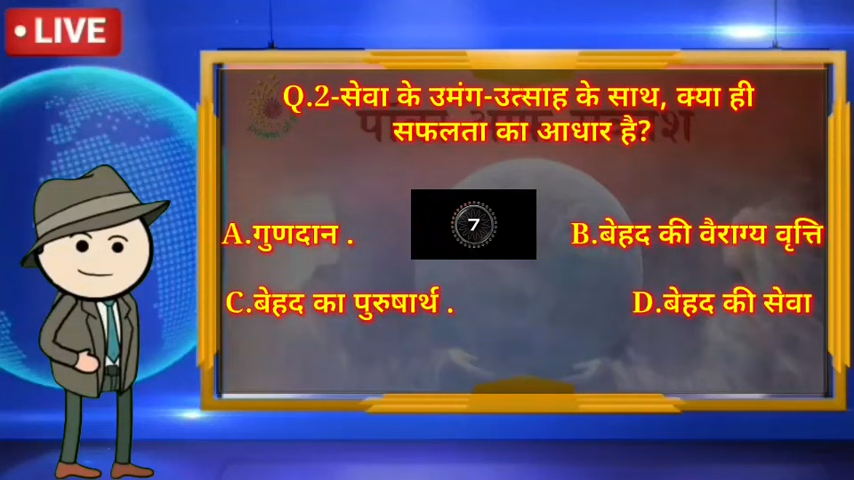 LIVE
Q.2-सेवा के उमंग-उत्साह के साथ, क्या ही
सफलता का आधार है?
A.गुणदान .
7
B.बेहद की वैराग्य वृत्ति
C.बेहद का पुरुषार्थ .
D.बेहद की सेवा